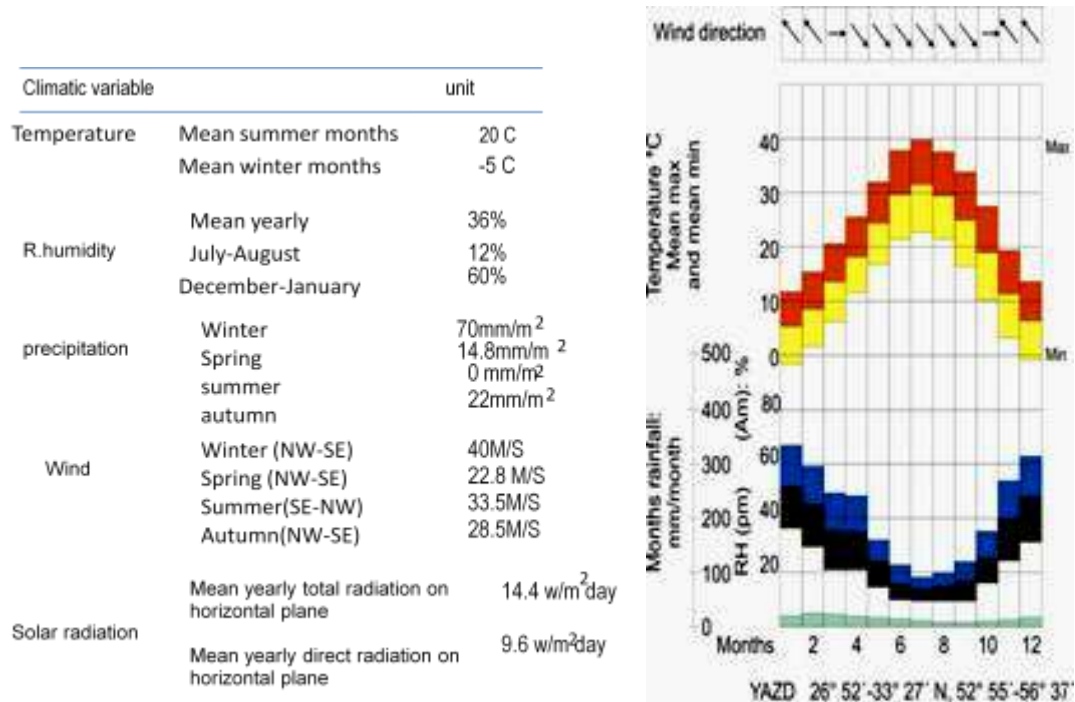 Climatic variable unit
Temperature Mean summer months 20 C
Mean winter months -5 C
Mean yearly 36%
R.humidity July-August 12%
December-January 60%
Winter 70mm/m 2
precipitation Spring 14.8mm/m 2
summer 0 mm/m2
autumn 22mm/m 2
Winter (NW-SE) 40M/S
Wind Spring (NW-SE) 22.8 M/S
Summer(SE-NW) 33.5M/S
Autumn(NW-SE) 28.5M/S
Mean yearly total radiation on
horizontal plane 14.4 w/m2day
Solar radiation
Mean yearly direct radiation on
horizontal plane 9.6 w/m2day
Wind direction
Temperature °C
Mean max
and mean min
40
30
20
10
0
Max
Min
Months rainfall:
mm/month
500
400
300
200
100
0
RH (pm) (Am): %
80
60
40
20
Months 2 4 6 8 10 12
YAZD 26° 52´-33° 27´ N, 52° 55´-56° 37´